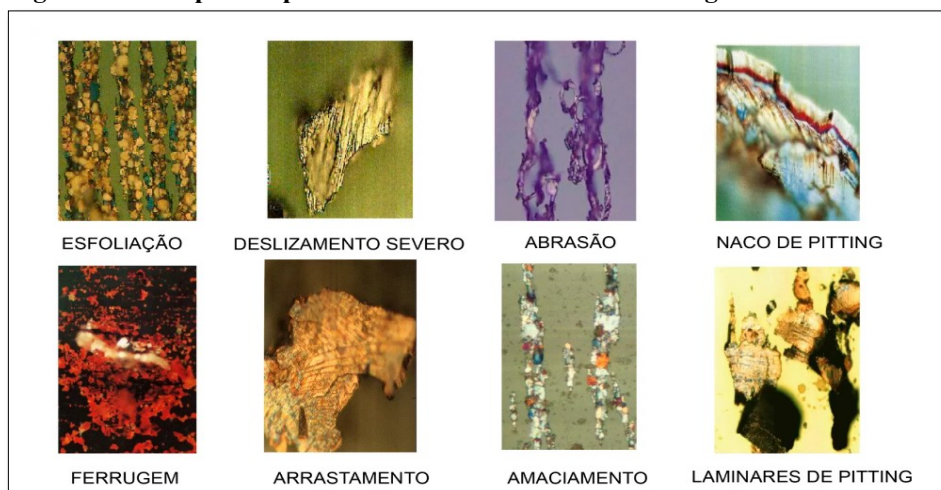 ESFOLIAÇÃO DESLIZAMENTO SEVERO ABRASÃO NACO DE PITTING
FERRUGEM ARRASTAMENTO AMACIAMENTO LAMINARES DE PITTING